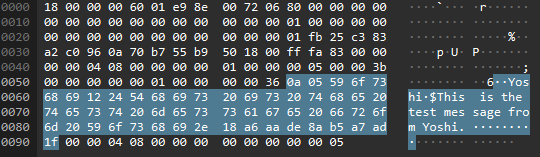 0000 18 00 00 00 60 01 e9 8e 00 72 06 80 00 00 00 00 ` r
0010 00 00 00 00 00 00 00 00 00 00 00 01 00 00 00 00
0020 00 00 00 00 00 00 00 00 00 00 00 01 fb 25 c3 83 %
0030 a2 c0 96 0a 70 b7 55 b9 50 18 00 ff fa 83 00 00 p U P
0040 00 00 04 08 00 00 00 00 01 00 00 00 05 00 00 3b ;
0050 00 00 00 00 00 01 00 00 00 00 36 0a 05 59 6f 73 6··Yos
0060 68 69 12 24 54 68 69 73 20 69 73 20 74 68 65 20 hi·$This is the
0070 74 65 73 74 20 6d 65 73 73 61 67 65 20 66 72 6f test mes sage fro
0080 6d 20 59 6f 73 68 69 2e 18 a6 aa de 8a b5 a7 ad m Yoshi. ········
0090 1f 00 00 04 08 00 00 00 00 00 00 00 05 ·